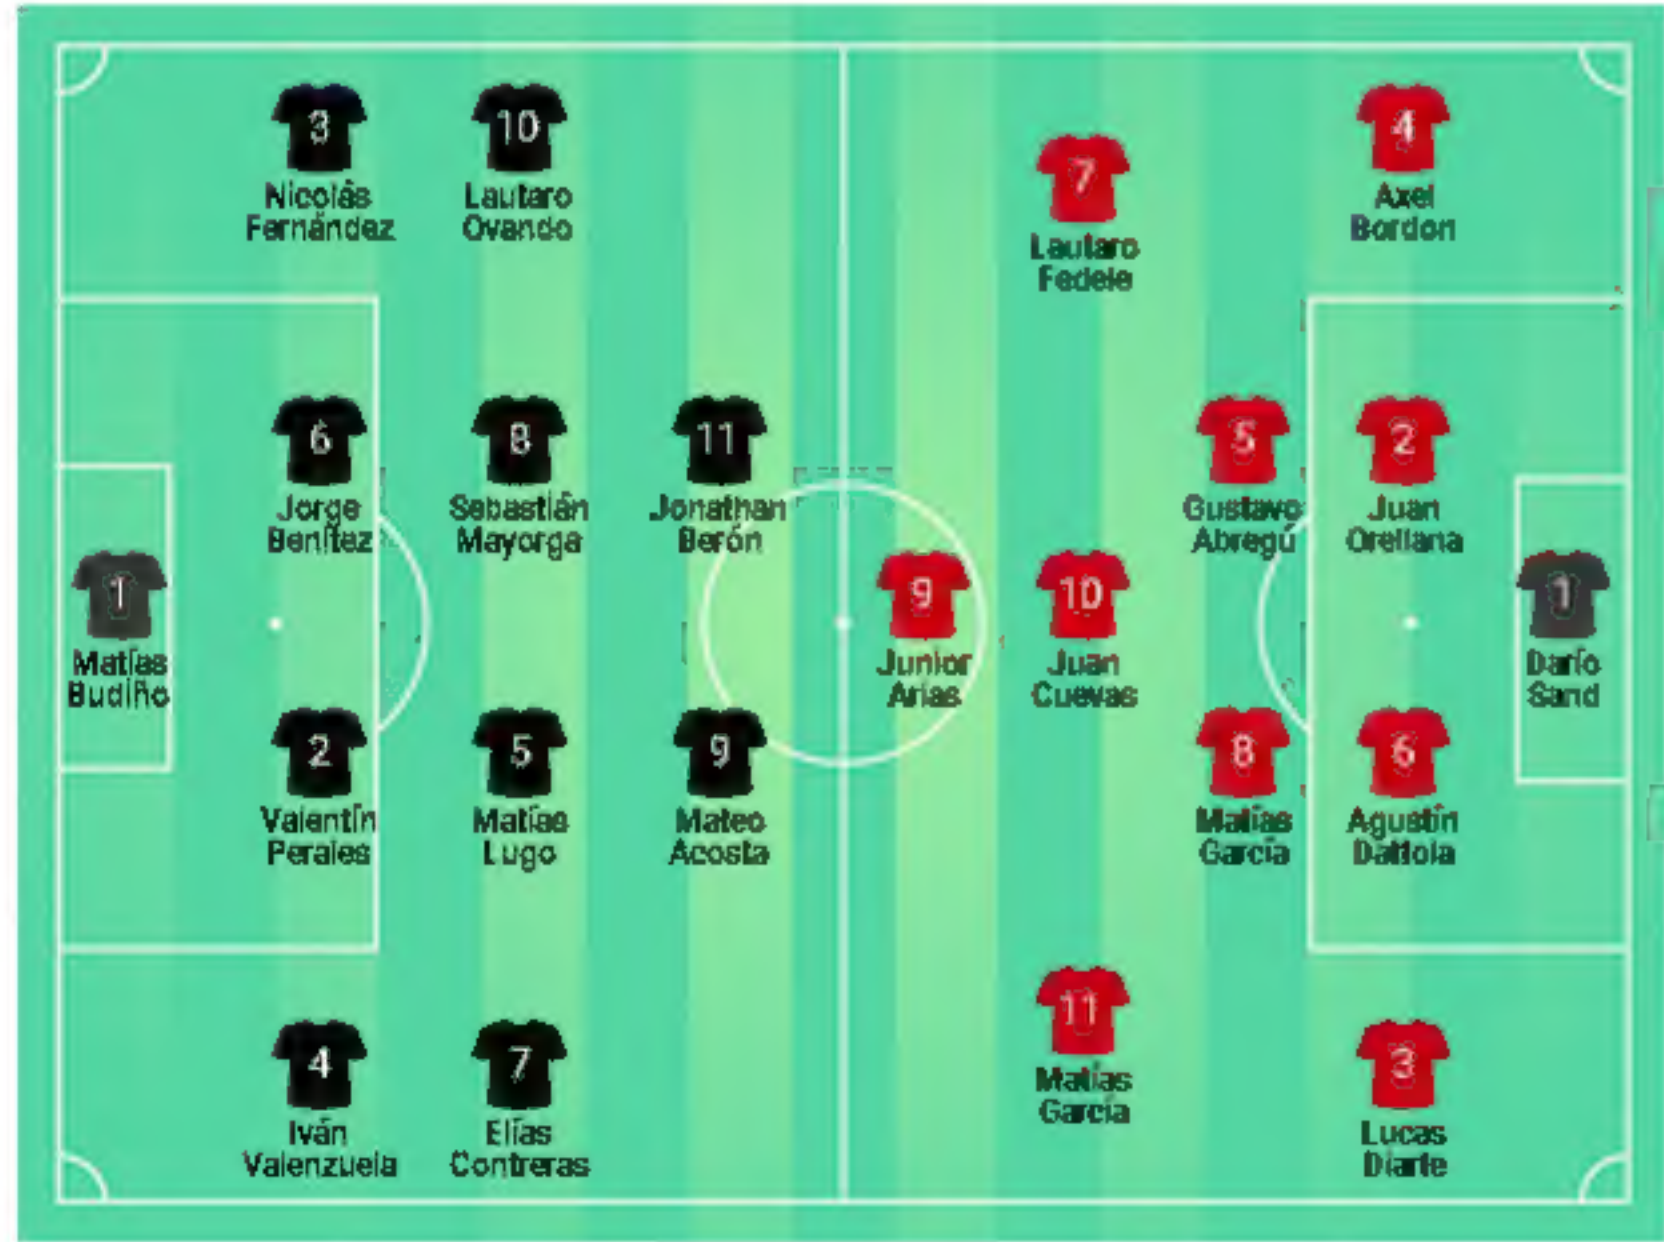 3
Nicolás
Fernández
10
Lautaro
Ovando
7
Lautaro
Fedele
4
Axel
Bordon
6
Jorge
Benítez
8
Sebastián
Mayorga
11
Jonathan
Berón
5
Gustavo
Abregú
2
Juan
Orellana
1
Matías
Budiño
9
Junior
Arias
10
Juan
Cuevas
1
Darío
Sand
2
Valentín
Perales
5
Matías
Lugo
9
Mateo
Acosta
8
Matías
García
6
Agustín
Dattola
11
Matías
García
4
Iván
Valenzuela
7
Elías
Contreras
3
Lucas
Diarte